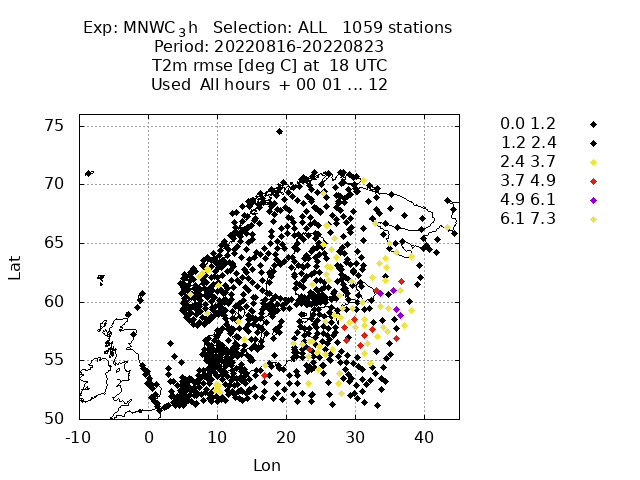 Exp: MNWC₃h Selection: ALL 1059 stations
Period: 20220816-20220823
T2m rmse [deg C] at 18 UTC
Used All hours + 00 01 ... 12
0.0 1.2
1.2 2.4
2.4 3.7
3.7 4.9
4.9 6.1
6.1 7.3
75
70
65
60
55
50
Lat
-10 0 10 20 30 40
Lon